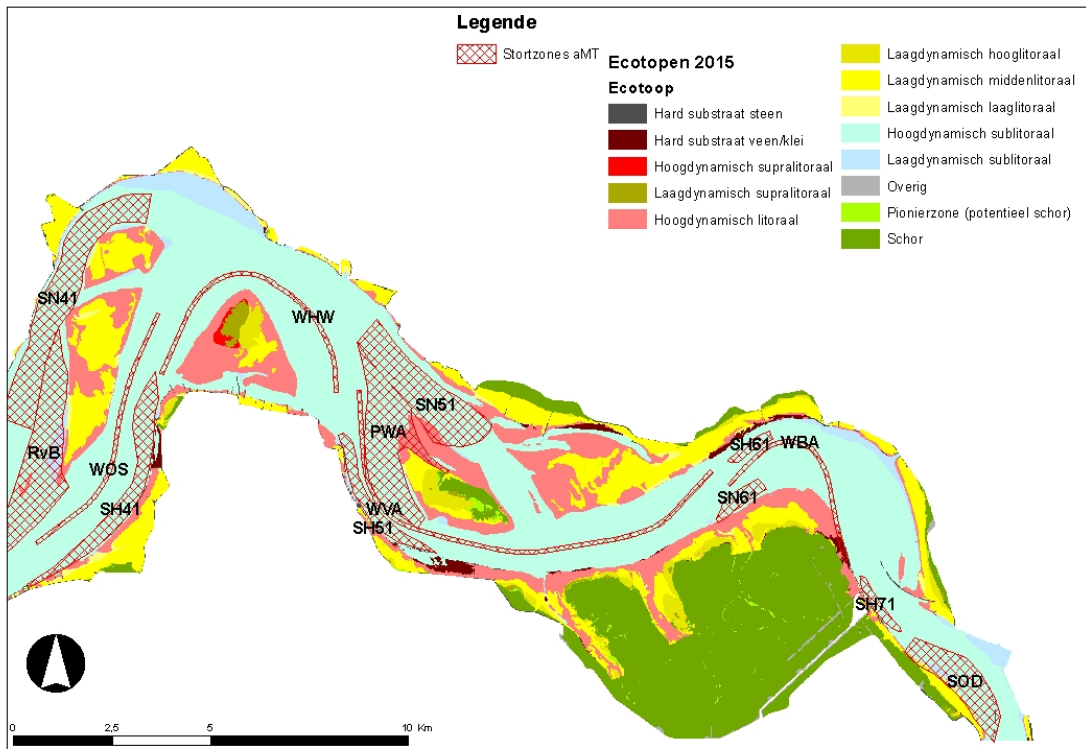 Legende
Stortzones aMT
Ecotopen 2015
Ecotoop
Hard substraat steen
Hard substraat veen/klei
Hoogdynamisch supralitoraal
Laagdynamisch supralitoraal
Hoogdynamisch litoraal
Laagdynamisch hooglitoraal
Laagdynamisch middenlitoraal
Laagdynamisch laaglitoraal
Hoogdynamisch sublitoraal
Laagdynamisch sublitoraal
Overig
Pionierzone (potentieel schor)
Schor
SN41
WHW
SN51
PWA
RvB
WOS
SH41
WVA
SH51
SH61
WBA
SN61
SH71
SOD
0 2,5 5 10 Km